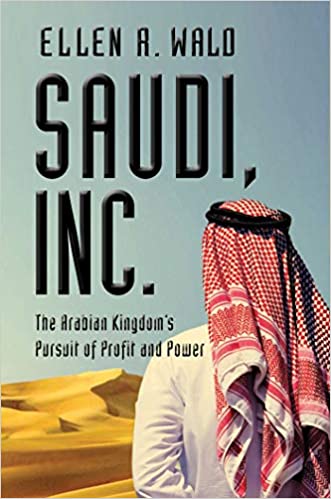 ELLEN R. WALD
SAUDI,
INC.
The Arabian Kingdom's
Pursuit of Profit and Power